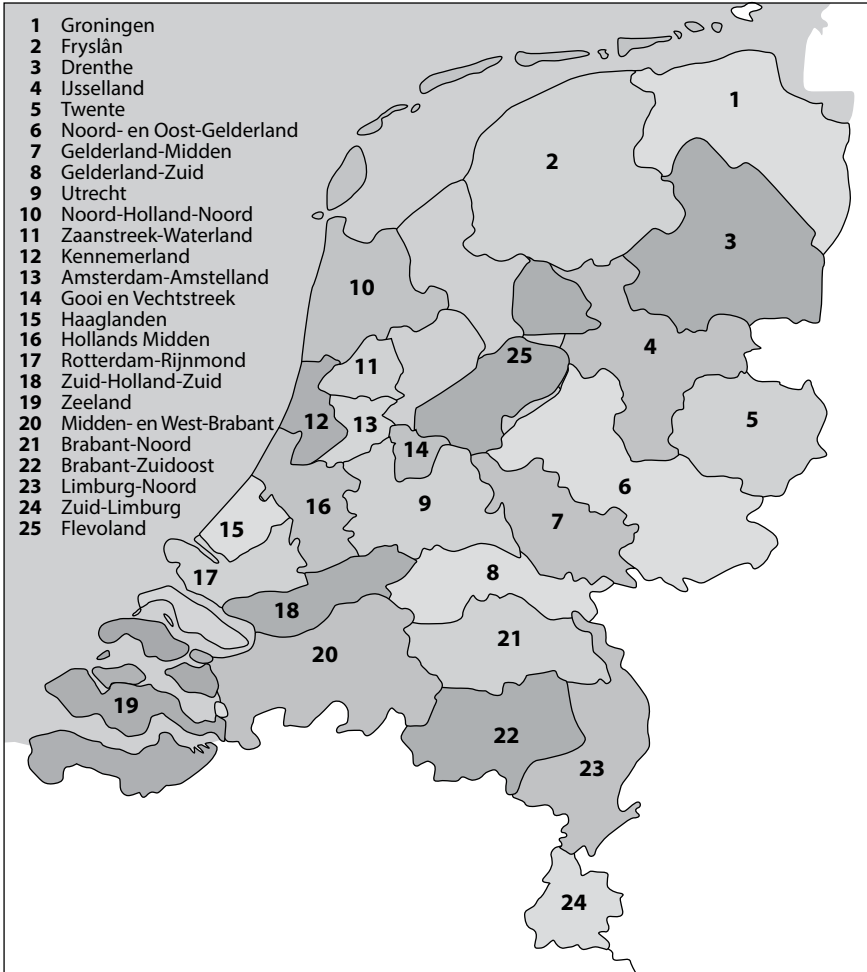 1 Groningen
2 Fryslân
3 Drenthe
4 IJsselland
5 Twente
6 Noord- en Oost-Gelderland
7 Gelderland-Midden
8 Gelderland-Zuid
9 Utrecht
10 Noord-Holland-Noord
11 Zaanstreek-Waterland
12 Kennemerland
13 Amsterdam-Amstelland
14 Gooi en Vechtstreek
15 Haaglanden
16 Hollands Midden
17 Rotterdam-Rijnmond
18 Zuid-Holland-Zuid
19 Zeeland
20 Midden- en West-Brabant
21 Brabant-Noord
22 Brabant-Zuidoost
23 Limburg-Noord
24 Zuid-Limburg
25 Flevoland
1
2
3
10
4
25
11
5
12
13
14
6
9
16
7
15
8
17
18
21
20
19
22
23
24